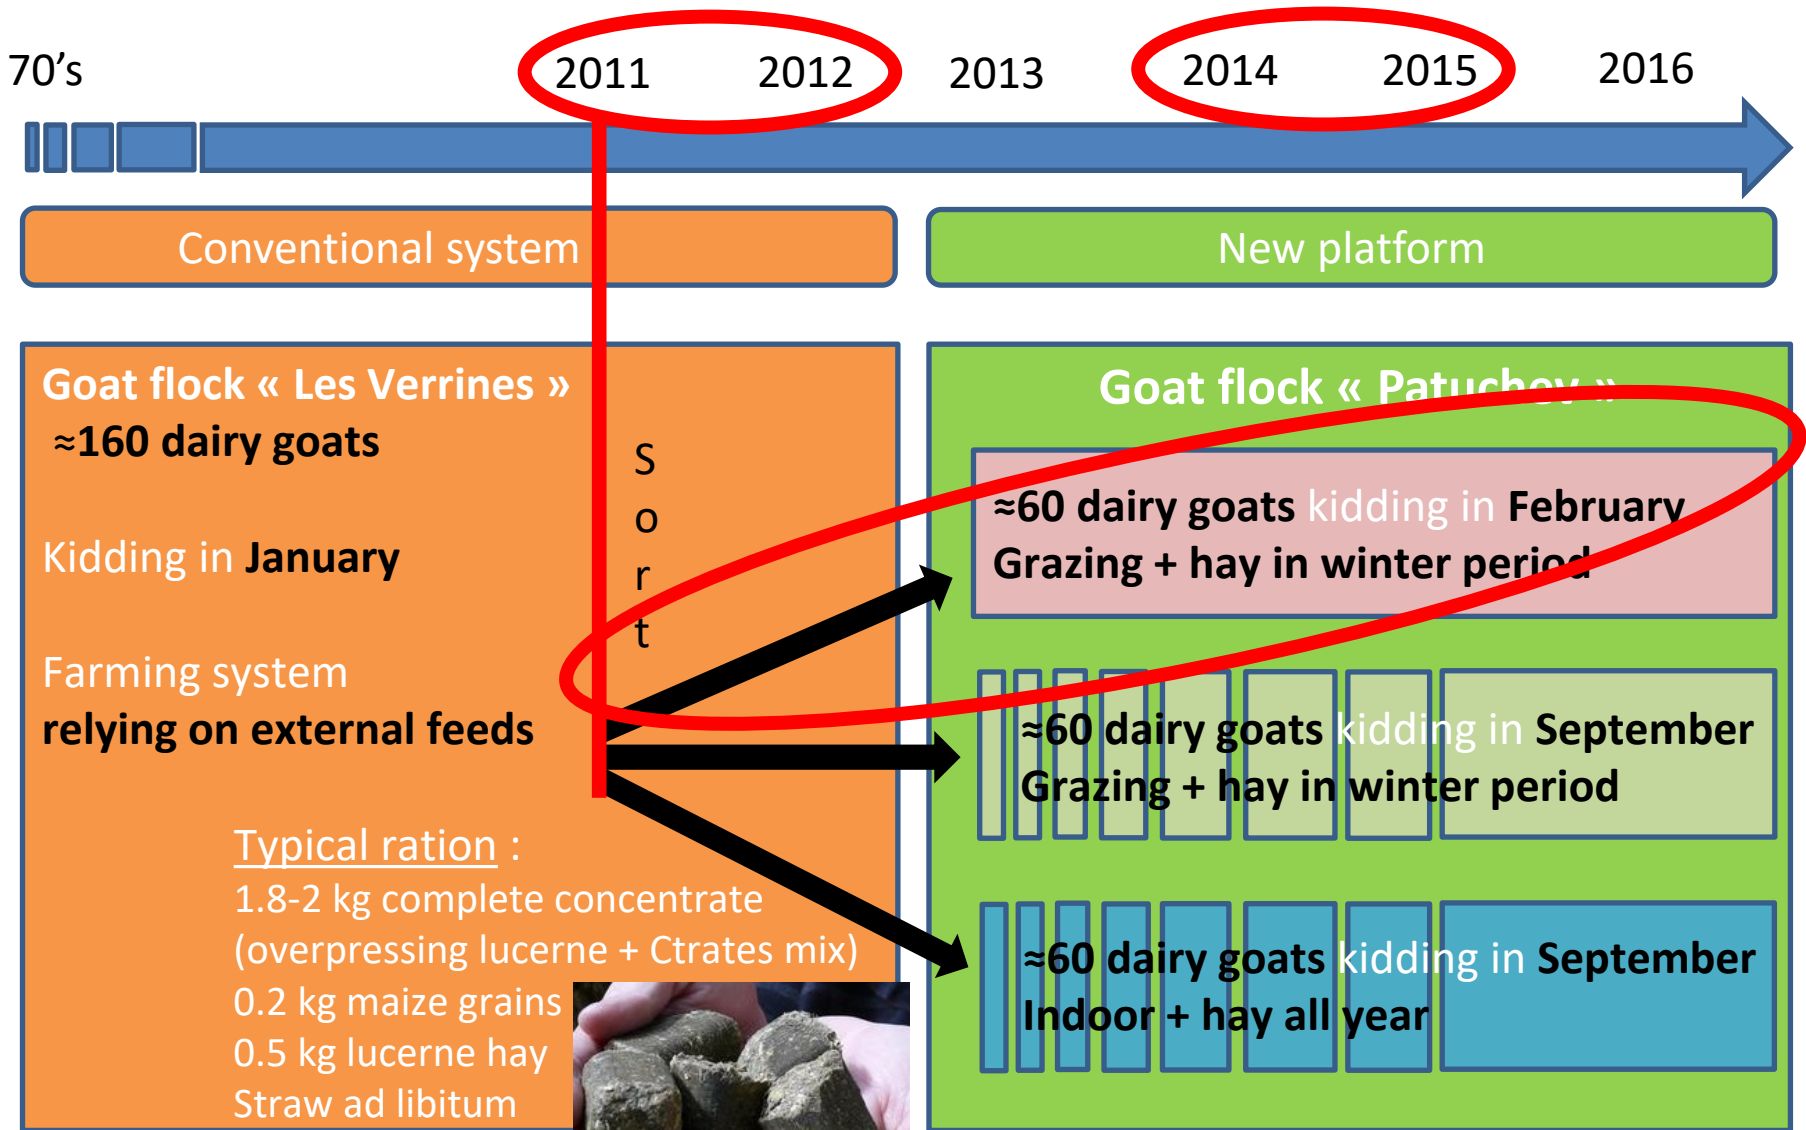 70's 2011 2012 2013 2014 2015 2016
Conventional system
New platform
Goat flock « Les Verrines »
≈160 dairy goats
Kidding in January
Farming system
relying on external feeds
Typical ration :
1.8-2 kg complete concentrate
(overpressing lucerne + Ctrates mix)
0.2 kg maize grains
0.5 kg lucerne hay
Straw ad libitum
Sort
Goat flock « Patuchev »
≈60 dairy goats kidding in February
Grazing + hay in winter period
≈60 dairy goats kidding in September
Grazing + hay in winter period
≈60 dairy goats kidding in September
Indoor + hay all year